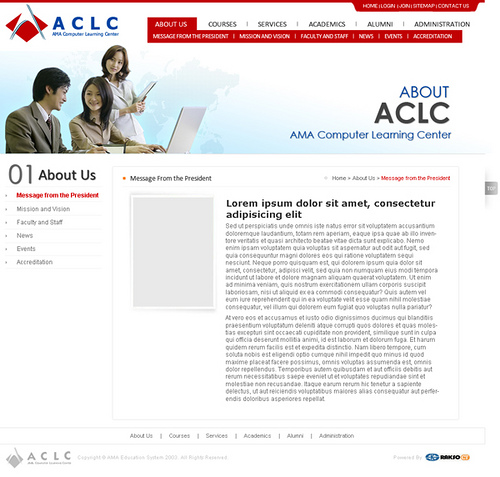 HOME | LOGIN | JOIN | SITEMAP | CONTACT US
ACLC
AMA Computer Learning Center
ABOUT US | COURSES | SERVICES | ACADEMICS | ALUMNI | ADMINISTRATION
MESSAGE FROM THE PRESIDENT | MISSION AND VISION | FACULTY AND STAFF | NEWS | EVENTS | ACCREDITATION
ABOUT
ACLC
AMA Computer Learning Center
01 About Us
Message from the President
Mission and Vision
Faculty and Staff
News
Events
Accreditation
Message From the President
Home > About Us > Message from the President
TOP
Lorem ipsum dolor sit amet, consectetur
adipisicing elit
Sed ut perspiciatis unde omnis iste natus error sit voluptatem accusantium
doloremque laudantium, totam rem aperiam, eaque ipsa quae ab illo inven-
tore veritatis et quasi architecto beatae vitae dicta sunt explicabo. Nemo
enim ipsam voluptatem quia voluptas sit aspernatur aut odit aut fugit, sed
quia consequuntur magni dolores eos qui ratione voluptatem sequi
nesciunt. Neque porro quisquam est, qui dolorem ipsum quia dolor sit
amet, consectetur, adipisci velit, sed quia non numquam eius modi tempora
incidunt ut labore et dolore magnam aliquam quaerat voluptatem. Ut enim
ad minima veniam, quis nostrum exercitationem ullam corporis suscipit
laboriosam, nisi ut aliquid ex ea commodi consequatur? Quis autem vel
eum iure reprehenderit qui in ea voluptate velit esse quam nihil molestiae
consequatur, vel illum qui dolorem eum fugiat quo voluptas nulla pariatur?
At vero eos et accusamus et iusto odio dignissimos ducimus qui blanditiis
praesentium voluptatum deleniti atque corrupti quos dolores et quas moles-
tias excepturi sint occaecati cupiditate non provident, similique sunt in culpa
qui officia deserunt mollitia animi, id est laborum et dolorum fuga. Et harum
quidem rerum facilis est et expedita distinctio. Nam libero tempore, cum
soluta nobis est eligendi optio cumque nihil impedit quo minus id quod
maxime placeat facere possimus, omnis voluptas assumenda est, omnis
dolor repellendus. Temporibus autem quibusdam et aut officiis debitis aut
rerum necessitatibus saepe eveniet ut et voluptates repudiandae sint et
molestiae non recusandae. Itaque earum rerum hic tenetur a sapiente
delectus, ut aut reiciendis voluptatibus maiores alias consequatur aut perfer-
endis doloribus asperiores repellat.
About Us | Courses | Services | Academics | Alumni | Administration
ACLC
AMA Computer Learning Center
Copyright © AMA Education System 2003. All Rights Reserved
Powered By: RAKSO CT